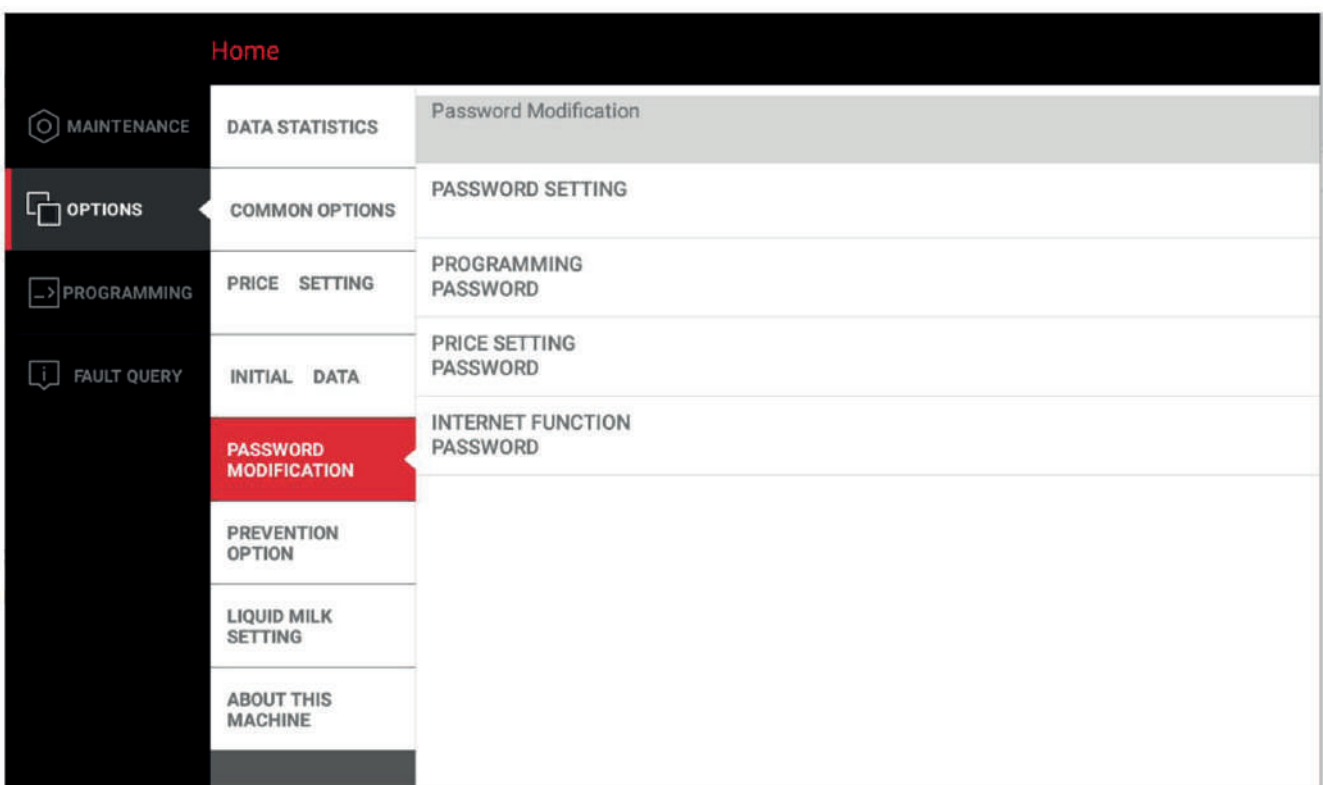 Home
MAINTENANCE
OPTIONS
PROGRAMMING
FAULT QUERY
DATA STATISTICS
COMMON OPTIONS
PRICE SETTING
INITIAL DATA
PASSWORD
MODIFICATION
PREVENTION
OPTION
LIQUID MILK
SETTING
ABOUT THIS
MACHINE
Password Modification
PASSWORD SETTING
PROGRAMMING
PASSWORD
PRICE SETTING
PASSWORD
INTERNET FUNCTION
PASSWORD